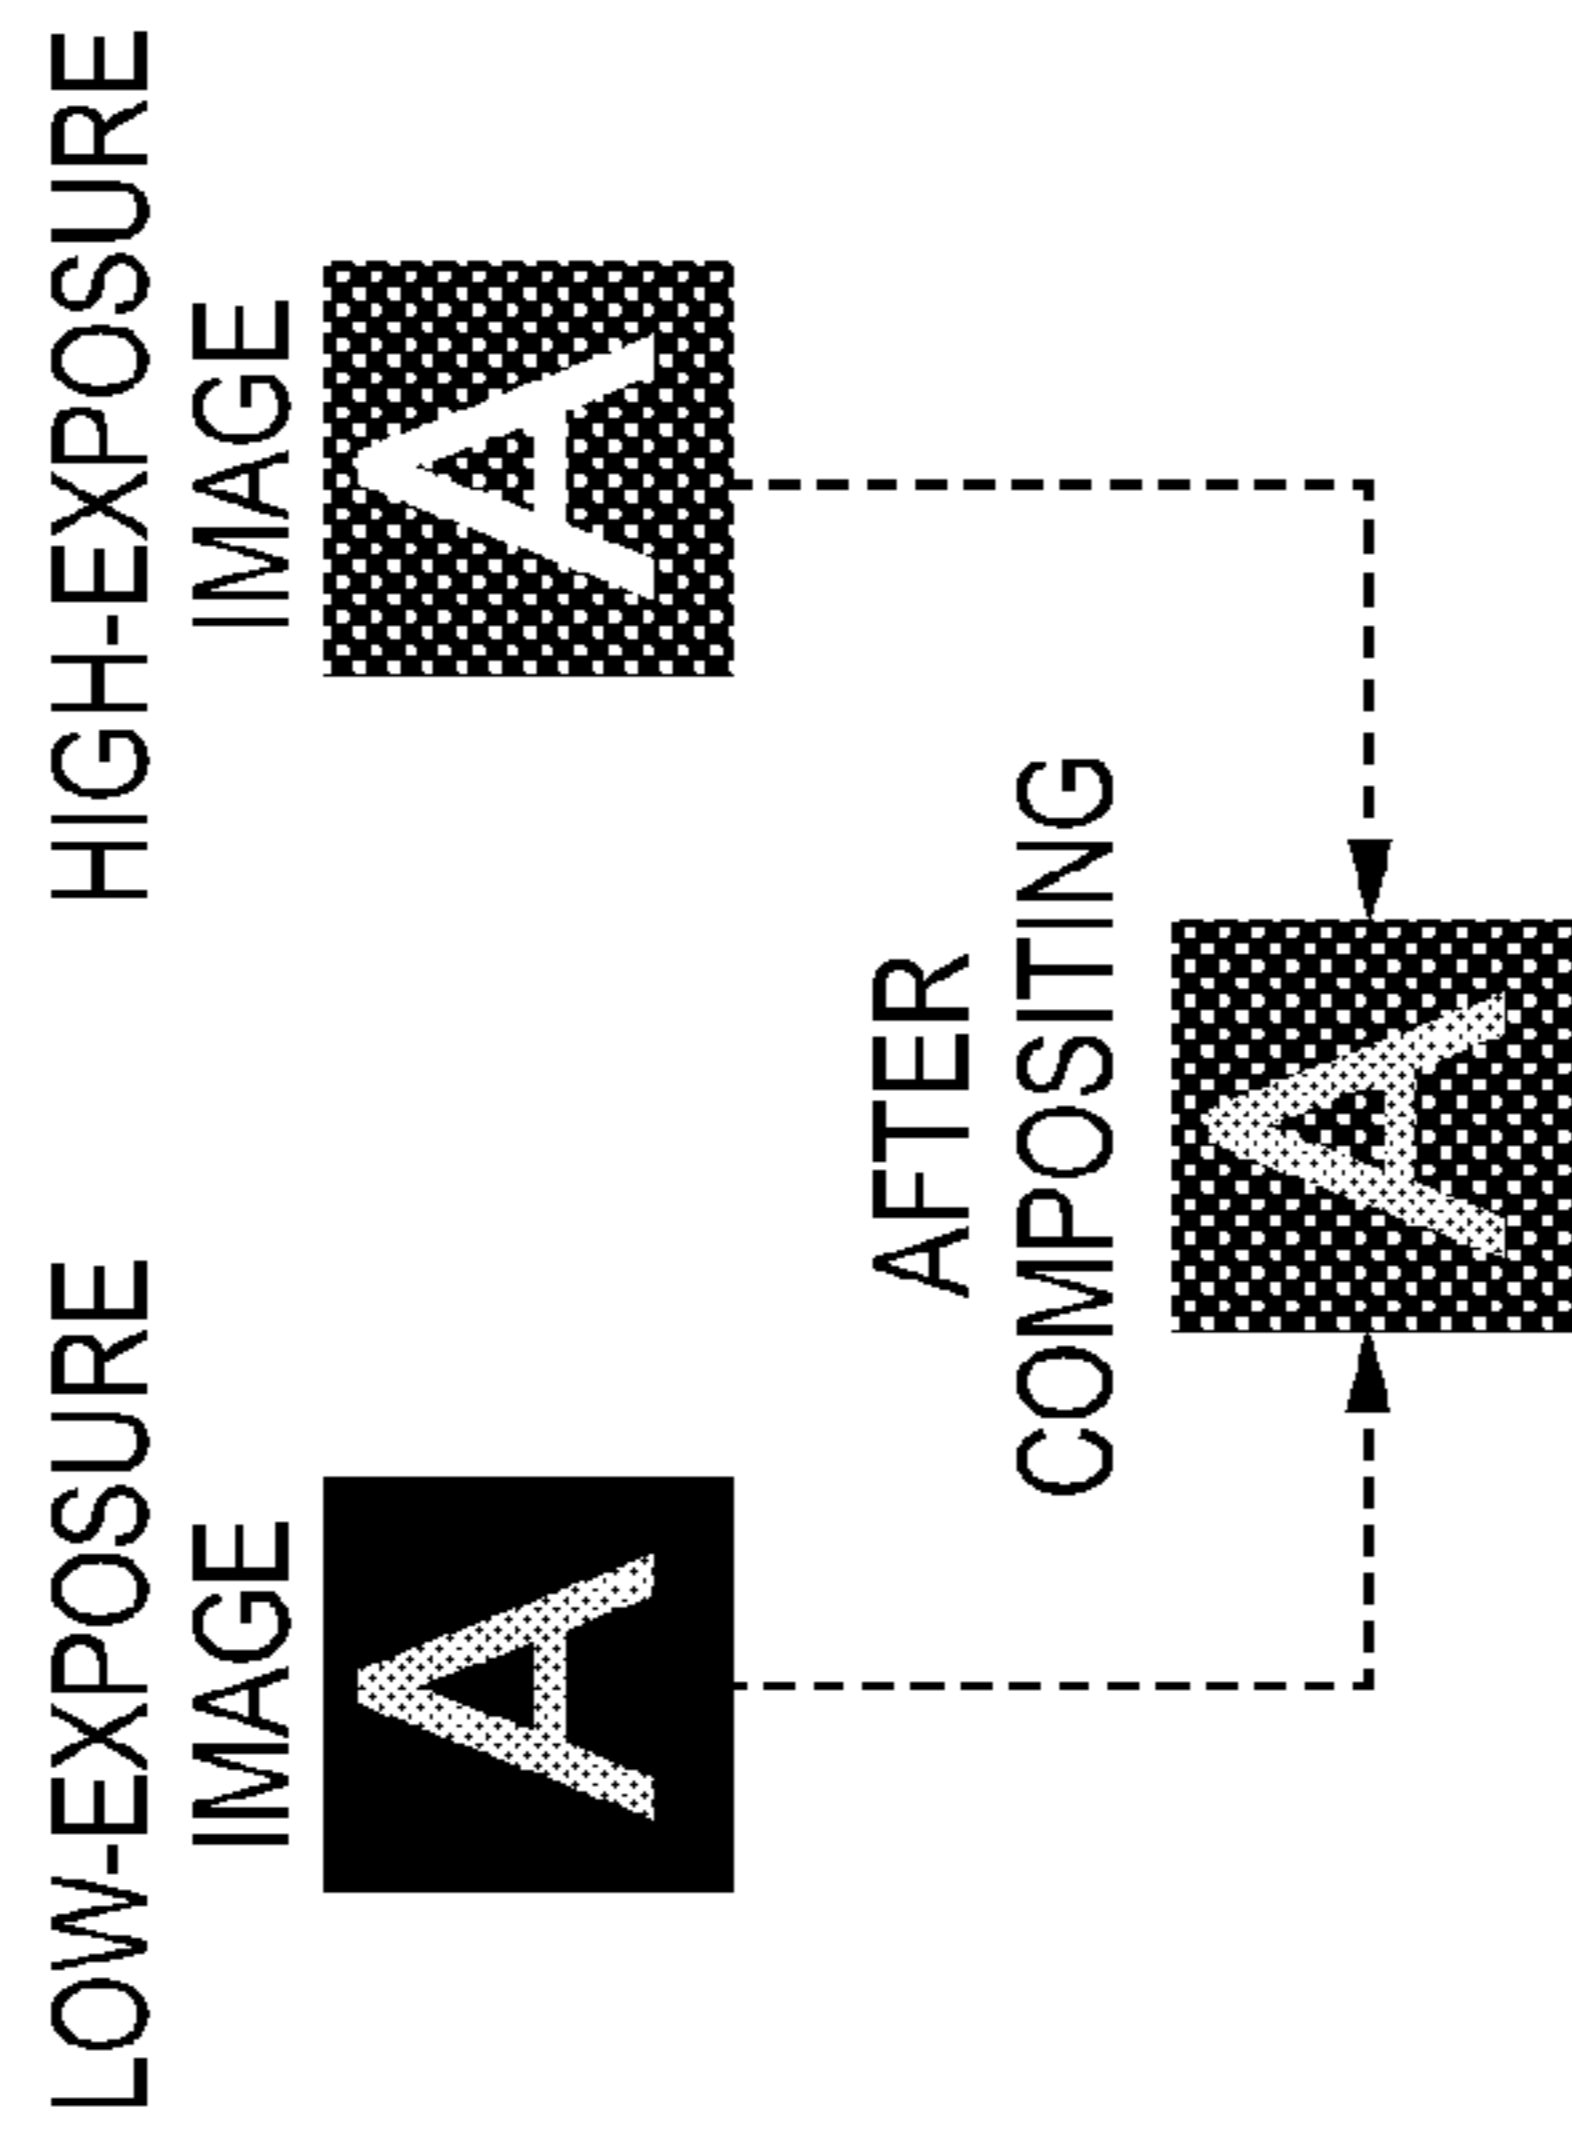 LOW-EXPOSURE
IMAGE
A
HIGH-EXPOSURE
IMAGE
A
AFTER
COMPOSITING
A